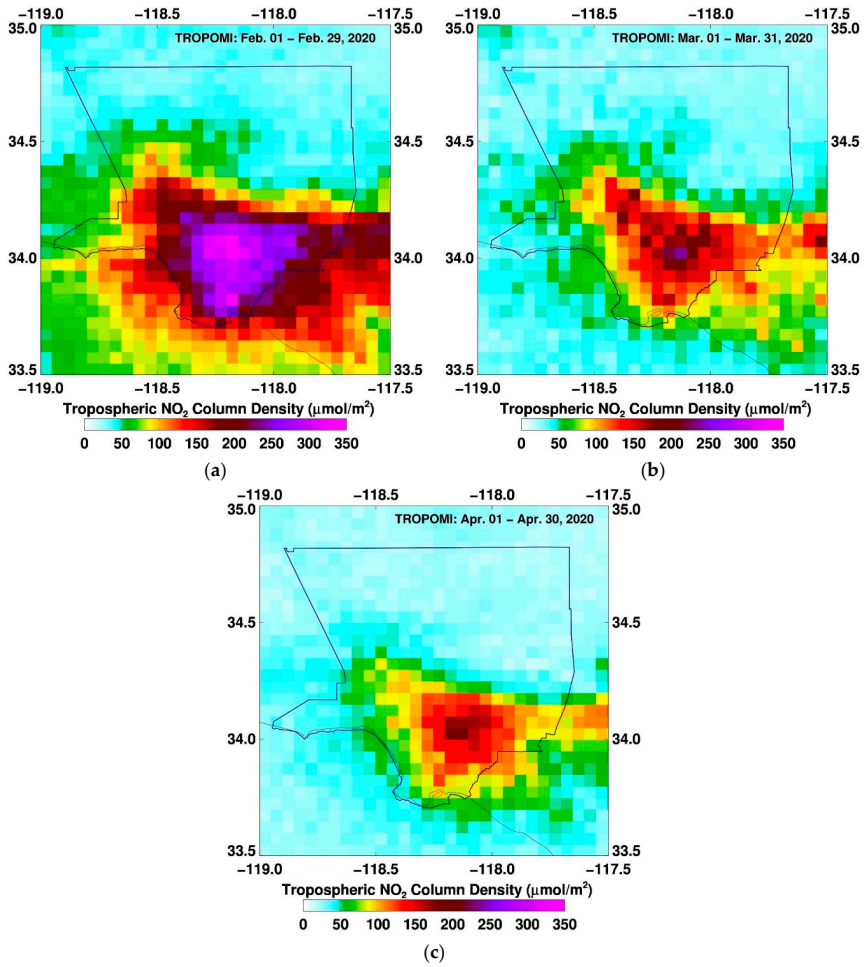 −119.0 −118.5 −118.0 −117.5
35.0 TROPOMI: Feb. 01 − Feb. 29, 2020 35.0
34.5 34.5
34.0 34.0
33.5 33.5
−119.0 −118.5 −118.0 −117.5
Tropospheric NO₂ Column Density (μmol/m²)
0 50 100 150 200 250 300 350
(a)
−119.0 −118.5 −118.0 −117.5
35.0 TROPOMI: Mar. 01 − Mar. 31, 2020 35.0
34.5 34.5
34.0 34.0
33.5 33.5
−119.0 −118.5 −118.0 −117.5
Tropospheric NO₂ Column Density (μmol/m²)
0 50 100 150 200 250 300 350
(b)
−119.0 −118.5 −118.0 −117.5
35.0 TROPOMI: Apr. 01 − Apr. 30, 2020 35.0
34.5 34.5
34.0 34.0
33.5 33.5
−119.0 −118.5 −118.0 −117.5
Tropospheric NO₂ Column Density (μmol/m²)
0 50 100 150 200 250 300 350
(c)